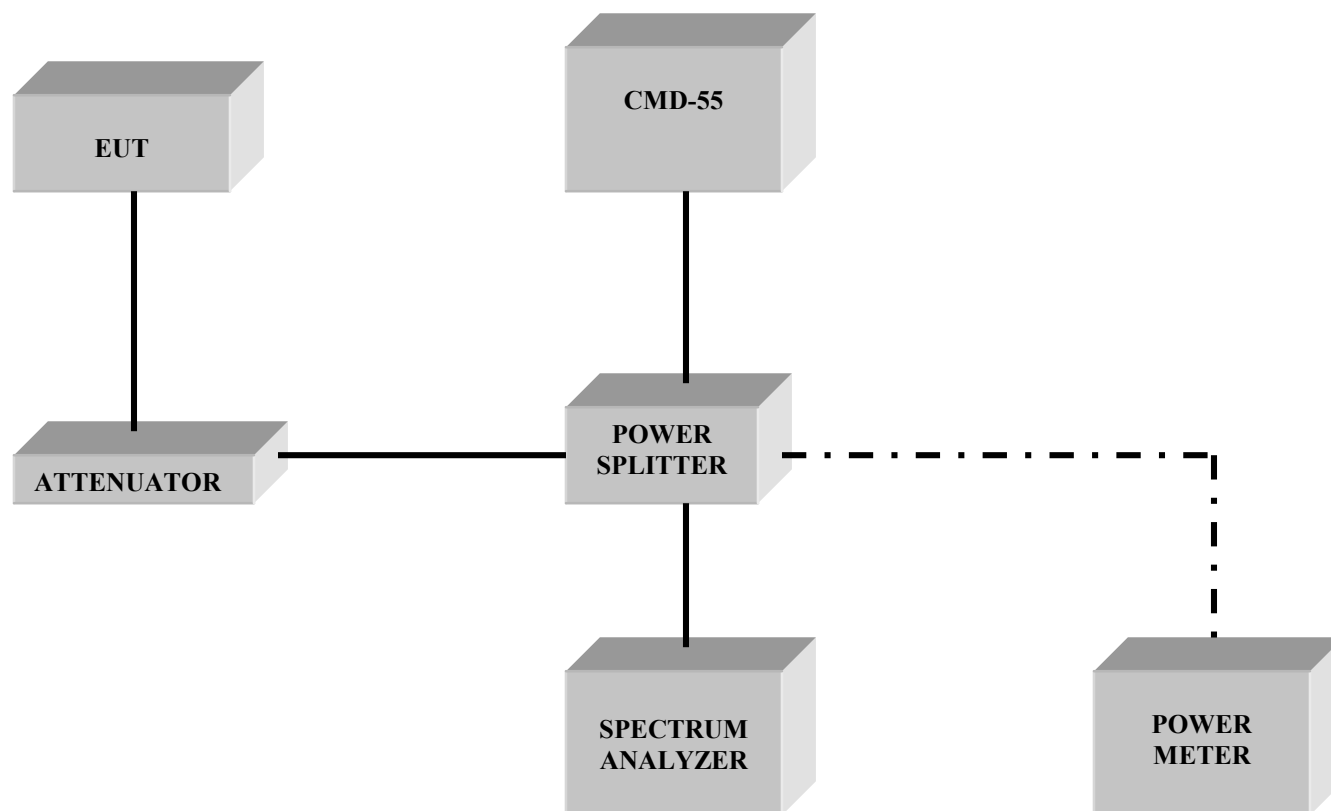 CMD-55
EUT
POWER
SPLITTER
ATTENUATOR
SPECTRUM
ANALYZER
POWER
METER